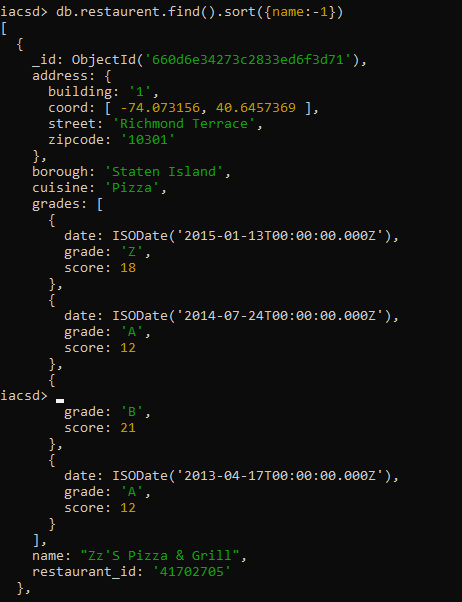 iacsd> db.restaurent.find().sort({name:-1})
[
  {
    _id: ObjectId('660d6e34273c2833ed6f3d71'),
    address: {
      building: '1',
      coord: [ -74.073156, 40.6457369 ],
      street: 'Richmond Terrace',
      zipcode: '10301'
    },
    borough: 'Staten Island',
    cuisine: 'Pizza',
    grades: [
      {
        date: ISODate('2015-01-13T00:00:00.000Z'),
        grade: 'Z',
        score: 18
      },
      {
        date: ISODate('2014-07-24T00:00:00.000Z'),
        grade: 'A',
        score: 12
      },
      {
iacsd>
        grade: 'B',
        score: 21
      },
      {
        date: ISODate('2013-04-17T00:00:00.000Z'),
        grade: 'A',
        score: 12
      }
    ],
    name: "Zz'S Pizza & Grill",
    restaurant_id: '41702705'
  },